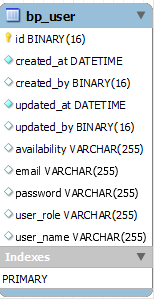 bp_user
id BINARY(16)
created_at DATETIME
created_by BINARY(16)
updated_at DATETIME
updated_by BINARY(16)
availability VARCHAR(255)
email VARCHAR(255)
password VARCHAR(255)
user_role VARCHAR(255)
user_name VARCHAR(255)
Indexes
PRIMARY